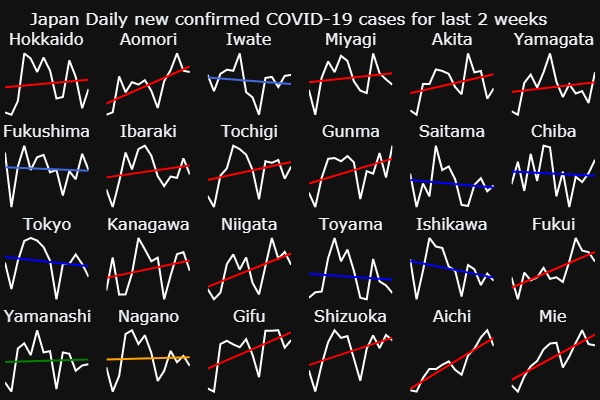 Japan Daily new confirmed COVID-19 cases for last 2 weeks
Hokkaido Aomori Iwate Miyagi Akita Yamagata
Fukushima Ibaraki Tochigi Gunma Saitama Chiba
Tokyo Kanagawa Niigata Toyama Ishikawa Fukui
Yamanashi Nagano Gifu Shizuoka Aichi Mie